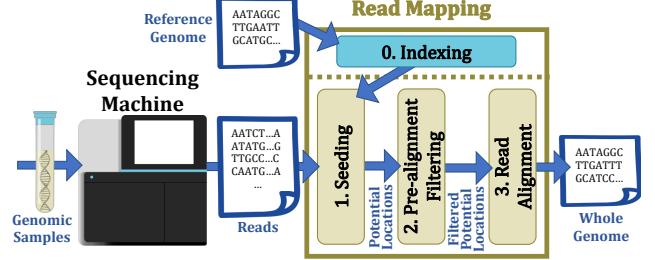 Read Mapping
Reference
Genome
AATAGGC
TTGAATT
GCATGC...
0. Indexing
Sequencing
Machine
AATCT...A
ATATG...G
TTGCC...C
CAATG...A
...
1. Seeding
Potential
Locations
2. Pre-alignment
Filtering
Filtered
Potential
Locations
3. Read
Alignment
AATAGGC
TTGATTT
GCATCC...
Genomic
Samples
Reads
Whole
Genome